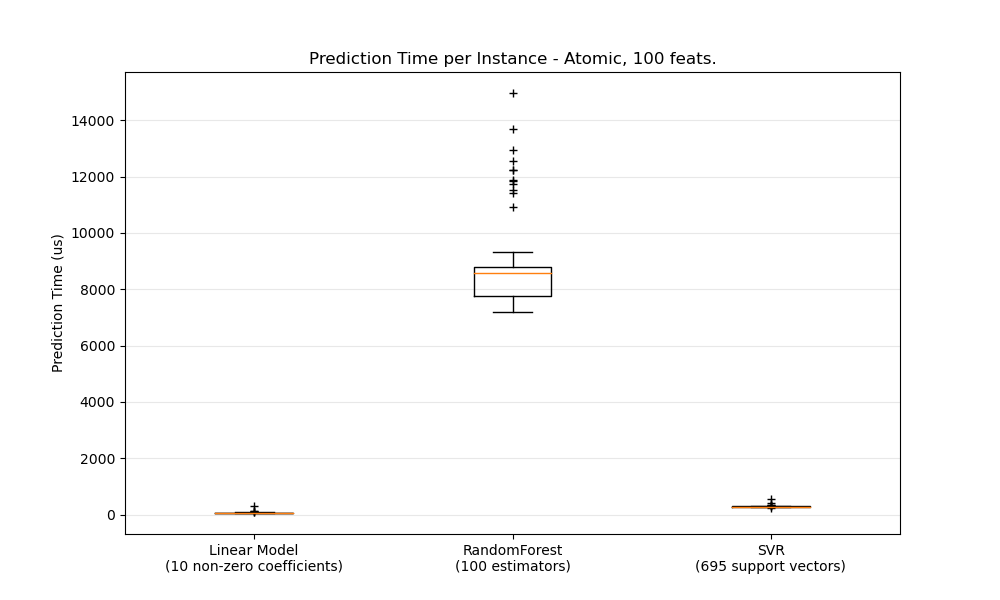 Prediction Time per Instance - Atomic, 100 feats.
Prediction Time (us)
14000
12000
10000
8000
6000
4000
2000
0
Linear Model
(10 non-zero coefficients)
RandomForest
(100 estimators)
SVR
(695 support vectors)